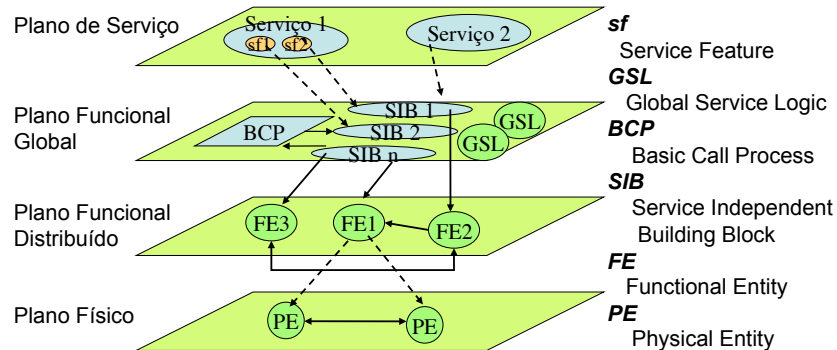 Plano de Serviço
Serviço 1
sf1
sf2
Serviço 2
Plano Funcional
Global
BCP
SIB 1
SIB 2
SIB n
GSL
GSL
Plano Funcional
Distribuído
FE3
FE1
FE2
Plano Físico
PE
PE
sf
Service Feature
GSL
Global Service Logic
BCP
Basic Call Process
SIB
Service Independent
Building Block
FE
Functional Entity
PE
Physical Entity